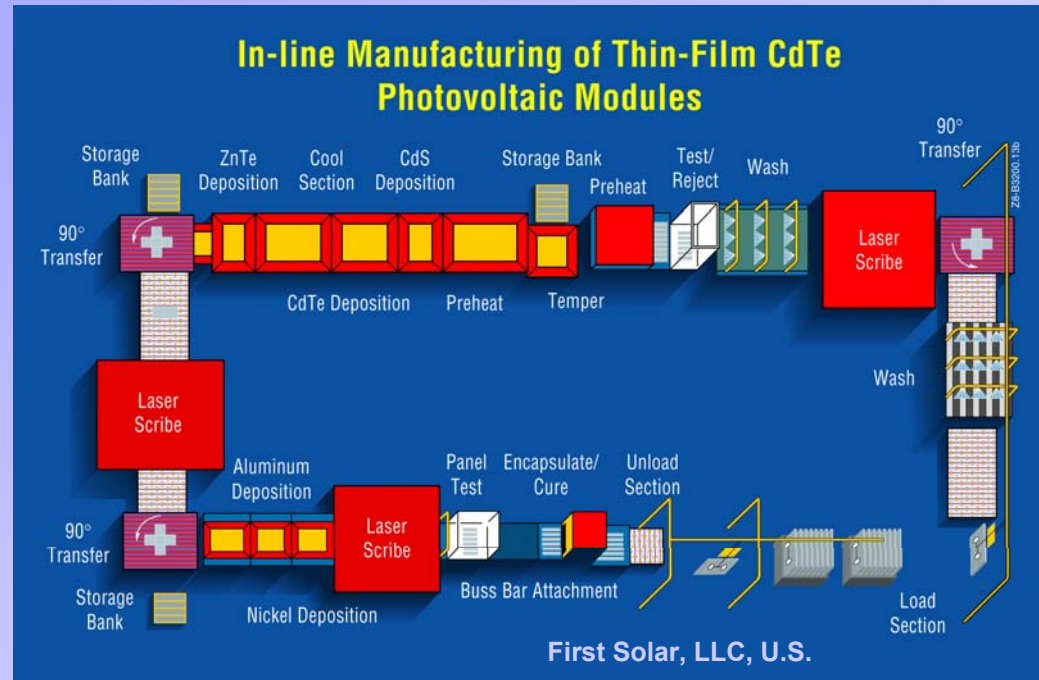 In-line Manufacturing of Thin-Film CdTe
Photovoltaic Modules
90°
Transfer
Z8-B3200.13b
Storage
Bank
ZnTe
Deposition
Cool
Section
CdS
Deposition
Storage Bank
Preheat
Test/
Reject
Wash
90°
Transfer
Laser
Scribe
CdTe Deposition
Preheat
Temper
Wash
Laser
Scribe
Aluminum
Deposition
Panel
Test
Encapsulate/
Cure
Unload
Section
90°
Transfer
Laser
Scribe
Storage
Bank
Nickel Deposition
Buss Bar Attachment
Load
Section
First Solar, LLC, U.S.